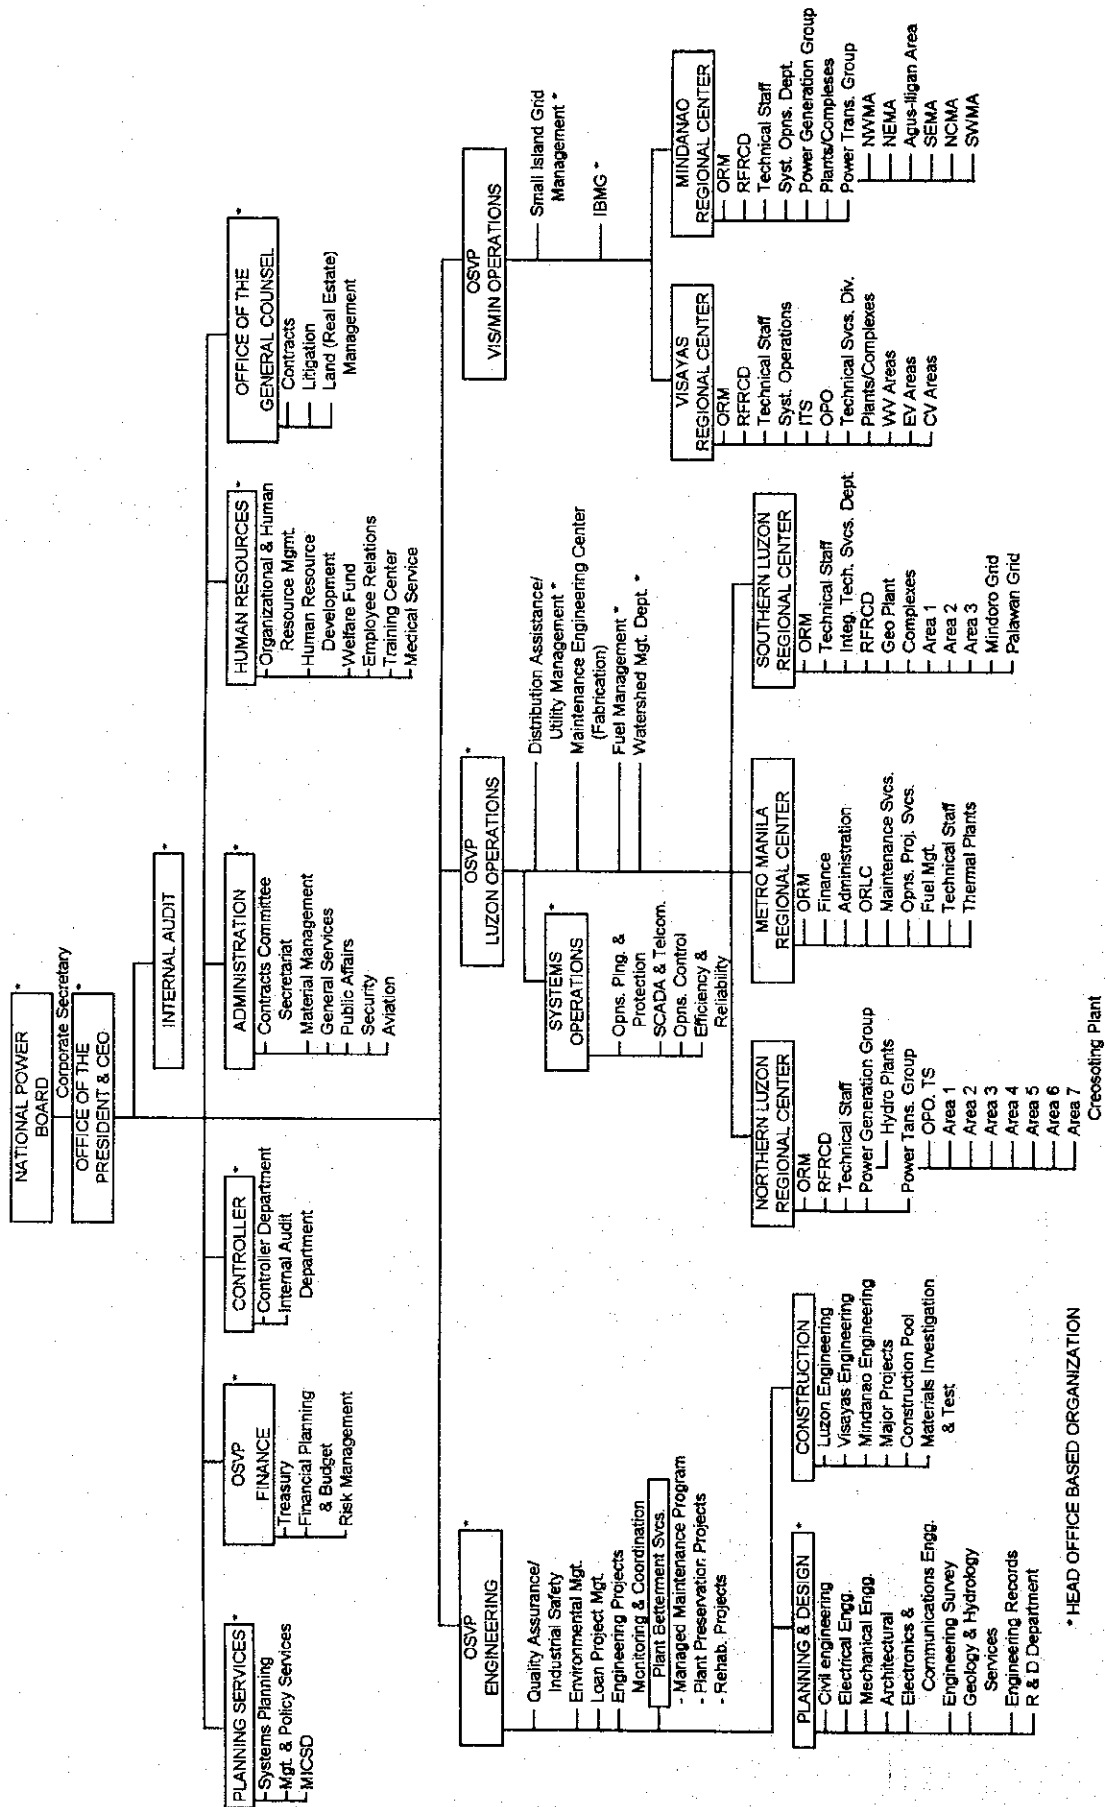 NATIONAL POWER
BOARD
*
Corporate Secretary
OFFICE OF THE
PRESIDENT & CEO
*
INTERNAL AUDIT
*
PLANNING SERVICES
*
Systems Planning
Mgt. & Policy Services
MICSD
OSVP
FINANCE
*
Treasury
Financial Planning
& Budget
Risk Management
CONTROLLER
*
Controller Department
Internal Audit
Department
ADMINISTRATION
*
Contracts Committee
Secretariat
Material Management
General Services
Public Affairs
Security
Aviation
HUMAN RESOURCES
*
Organizational & Human
Resource Mgmt.
Human Resource
Development
Welfare Fund
Employee Relations
Training Center
Medical Service
OFFICE OF THE
GENERAL COUNSEL
*
Contracts
Litigation
Land (Real Estate)
Management
OSVP
ENGINEERING
*
Quality Assurance/
Industrial Safety
Environmental Mgt.
Loan Project Mgt.
Engineering Projects
Monitoring & Coordination
Plant Betterment Svcs.
- Managed Maintenance Program
- Plant Preservation Projects
- Rehab. Projects
PLANNING & DESIGN
*
Civil engineering
Electrical Engg.
Mechanical Engg.
Architectural
Electronics &
Communications Engg.
Engineering Survey
Geology & Hydrology
Services
Engineering Records
R & D Department
CONSTRUCTION
Luzon Engineering
Visayas Engineering
Mindanao Engineering
Major Projects
Construction Pool
Materials Investigation
& Test
OSVP
LUZON OPERATIONS
*
Distribution Assistance/
Utility Management *
Maintenance Engineering Center
(Fabrication)
Fuel Management *
Watershed Mgt. Dept. *
SYSTEMS
OPERATIONS
*
Opns. Plng. &
Protection
SCADA & Telcom.
Opns. Control
Efficiency &
Reliability
NORTHERN LUZON
REGIONAL CENTER
ORM
RFRCD
Technical Staff
Power Generation Group
Hydro Plants
Power Tans. Group
OPO. TS
Area 1
Area 2
Area 3
Area 4
Area 5
Area 6
Area 7
Creosoting Plant
METRO MANILA
REGIONAL CENTER
ORM
Finance
Administration
ORLC
Maintenance Svcs.
Opns. Proj. Svcs.
Fuel Mgt.
Technical Staff
Thermal Plants
SOUTHERN LUZON
REGIONAL CENTER
ORM
Technical Staff
Integ. Tech. Svcs. Dept.
RFRCD
Geo Plant
Complexes
Area 1
Area 2
Area 3
Mindoro Grid
Palawan Grid
OSVP
VIS/MIN OPERATIONS
Small Island Grid
Management *
IBMG *
VISAYAS
REGIONAL CENTER
ORM
RFRCD
Technical Staff
Syst. Operations
ITS
OPO
Technical Svcs. Div.
Plants/Complexes
WV Areas
EV Areas
CV Areas
MINDANAO
REGIONAL CENTER
ORM
RFRCD
Technical Staff
Syst. Opns. Dept.
Power Generation Group
Plants/Compleses
Power Trans. Group
NWMA
NEMA
Agus-Iligan Area
SEMA
NCMA
SWMA
* HEAD OFFICE BASED ORGANIZATION